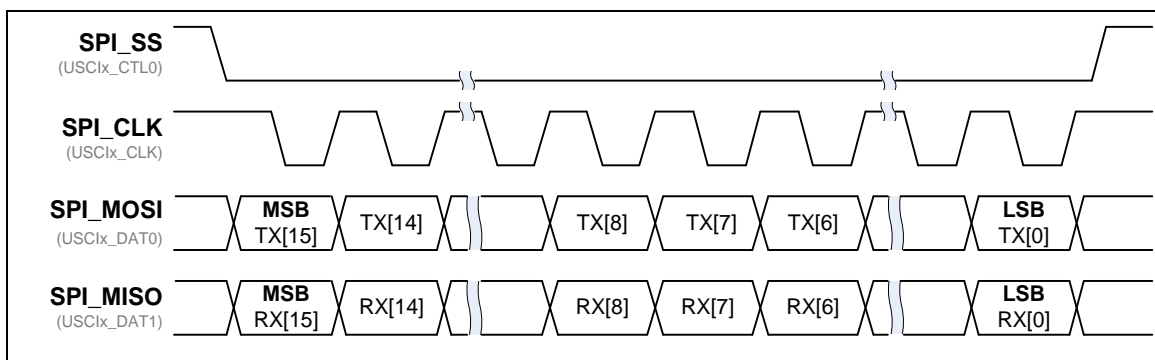 SPI_SS
(USCIx_CTL0)
SPI_CLK
(USCIx_CLK)
SPI_MOSI
(USCIx_DAT0)
MSB
TX[15]
TX[14]
TX[8]
TX[7]
TX[6]
LSB
TX[0]
SPI_MISO
(USCIx_DAT1)
MSB
RX[15]
RX[14]
RX[8]
RX[7]
RX[6]
LSB
RX[0]